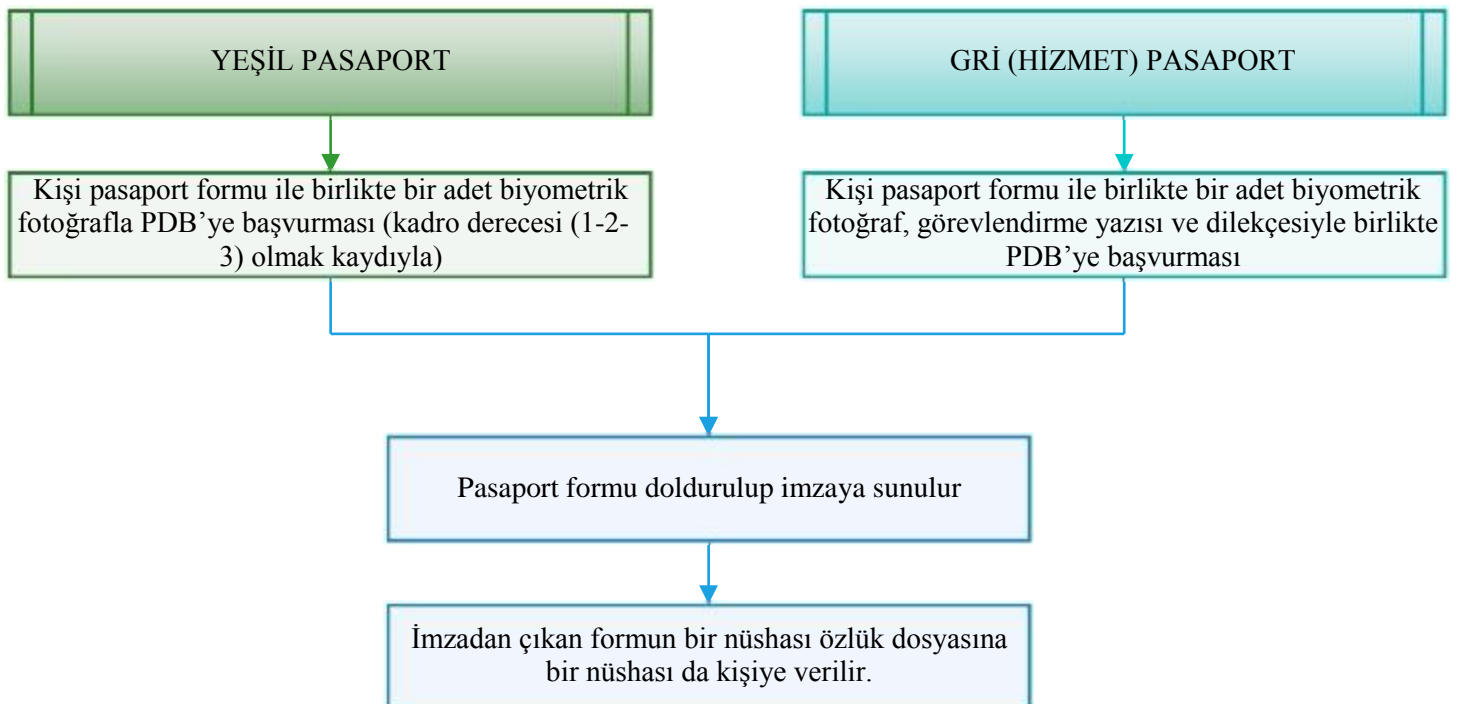 YEŞİL PASAPORT
GRİ (HİZMET) PASAPORT
Kişi pasaport formu ile birlikte bir adet biyometrik
fotoğrafla PDB’ye başvurması (kadro derecesi (1-2-
3) olmak kaydıyla)
Kişi pasaport formu ile birlikte bir adet biyometrik
fotoğraf, görevlendirme yazısı ve dilekçesiyle birlikte
PDB’ye başvurması
Pasaport formu doldurulup imzaya sunulur
İmzadan çıkan formun bir nüshası özlük dosyasına
bir nüshası da kişiye verilir.